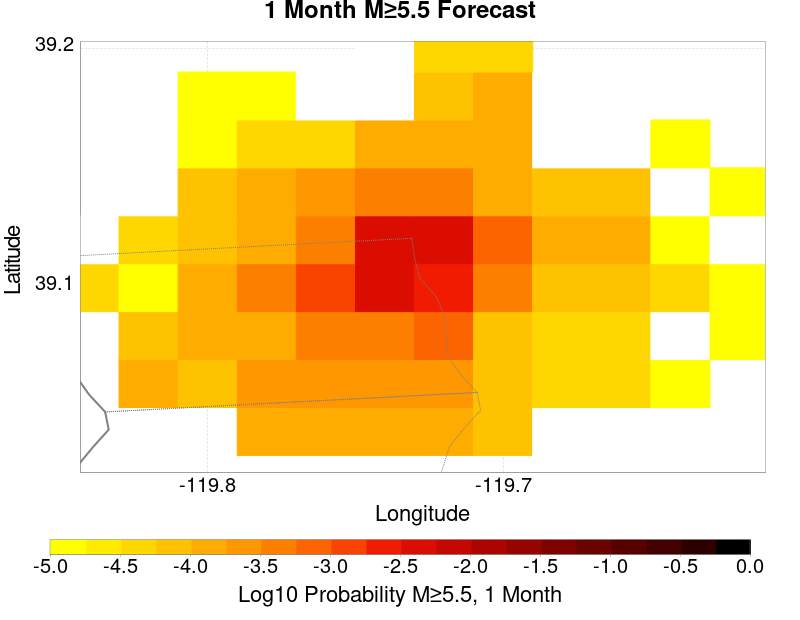 1 Month M≥5.5 Forecast
39.2
39.1
Latitude
-119.8
-119.7
Longitude
-5.0 -4.5 -4.0 -3.5 -3.0 -2.5 -2.0 -1.5 -1.0 -0.5 0.0
Log10 Probability M≥5.5, 1 Month